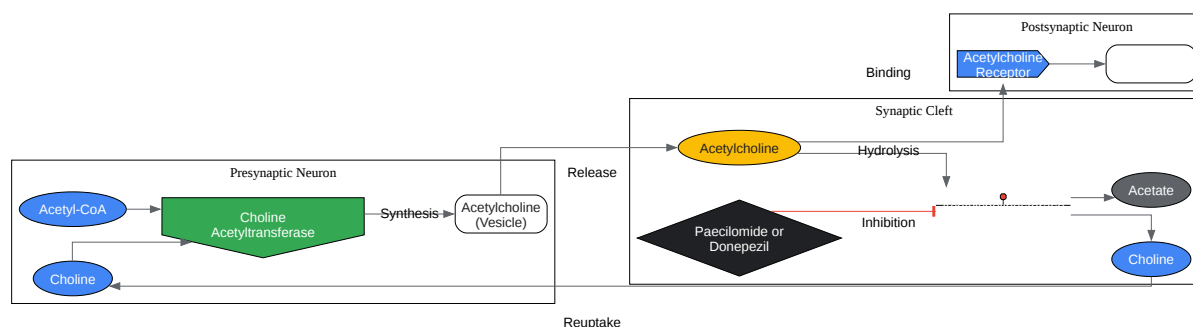 Postsynaptic Neuron
Acetylcholine
Receptor
Binding
Synaptic Cleft
Acetylcholine
Hydrolysis
Release
Presynaptic Neuron
Acetyl-CoA
Choline
Acetyltransferase
Synthesis
Acetylcholine
(Vesicle)
Choline
Paecilomide or
Donepezil
Inhibition
Acetate
Choline
Reuptake